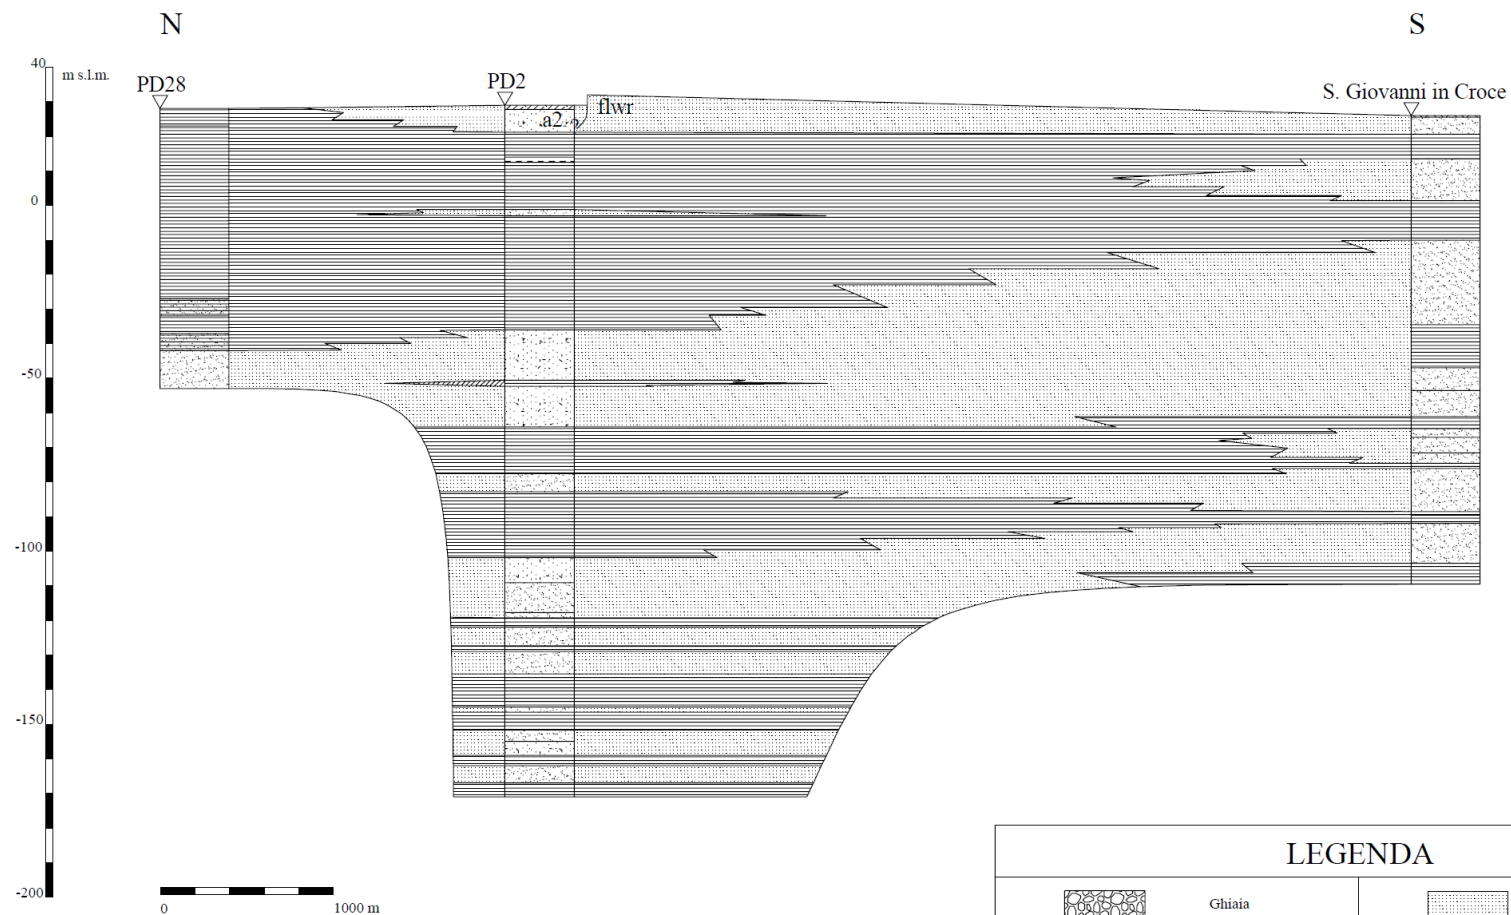 N
S
40
m s.l.m.
PD28
PD2
S. Giovanni in Croce
a2
flwr
0
-50
-100
-150
-200
0
1000 m
LEGENDA
Ghiaia